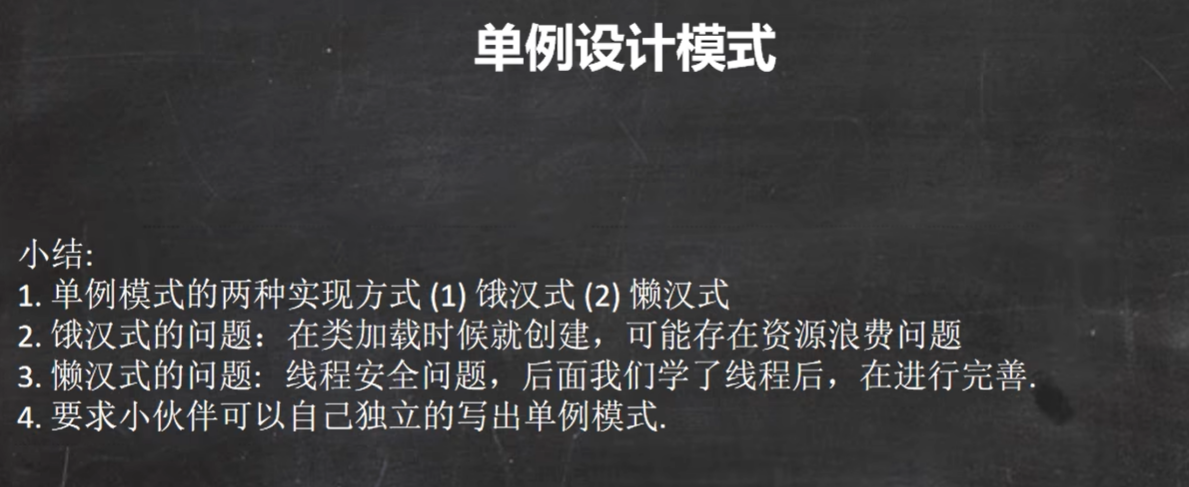 单例设计模式
小结:
1. 单例模式的两种实现方式 (1) 饿汉式 (2) 懒汉式
2. 饿汉式的问题：在类加载时候就创建，可能存在资源浪费问题
3. 懒汉式的问题：线程安全问题，后面我们学了线程后，在进行完善.
4. 要求小伙伴可以自己独立的写出单例模式.